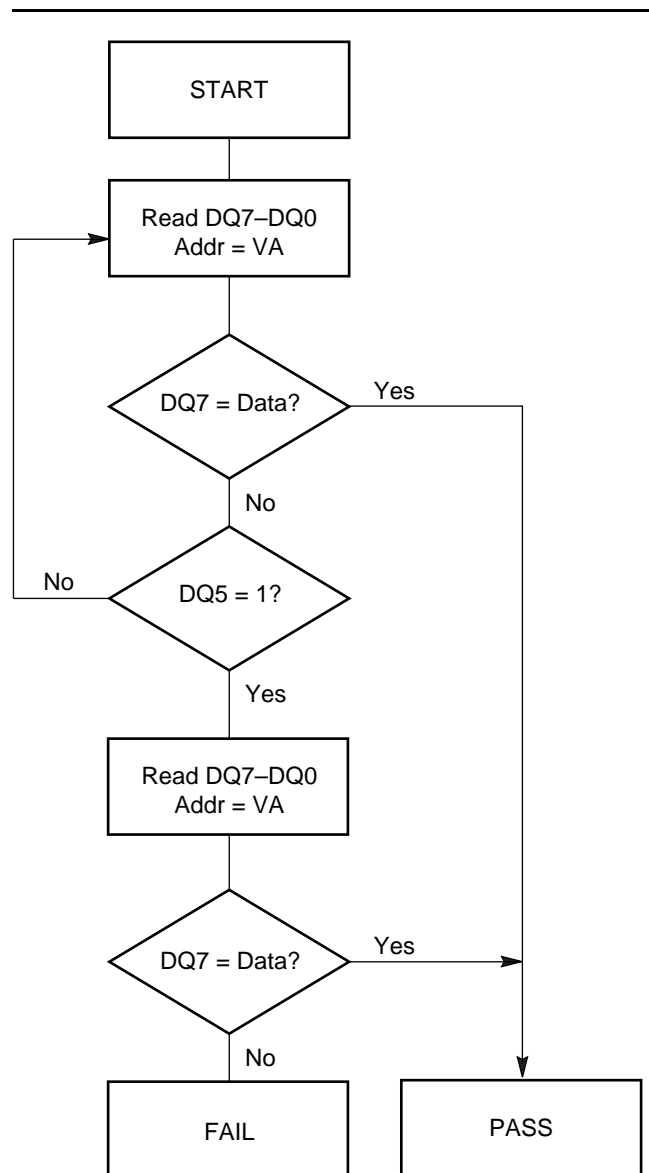 START
Read DQ7–DQ0
Addr = VA
DQ7 = Data?
Yes
No
No
DQ5 = 1?
Yes
Read DQ7–DQ0
Addr = VA
DQ7 = Data?
Yes
No
FAIL
PASS